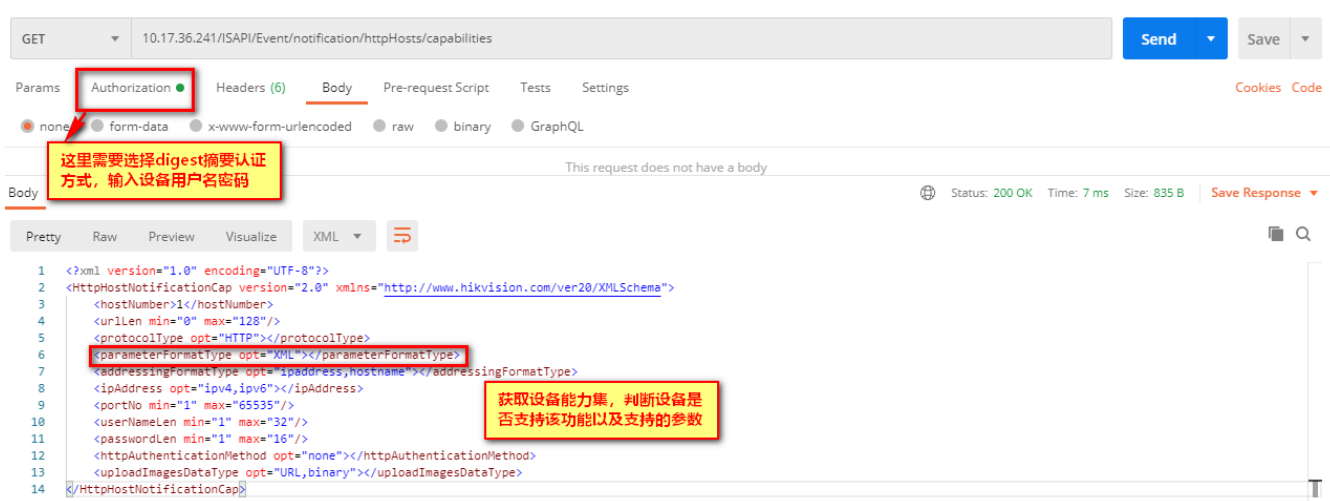 GET 10.17.36.241/ISAPI/Event/notification/httpHosts/capabilities Send Save
Params Authorization Headers (6) Body Pre-request Script Tests Settings Cookies Code
none form-data x-www-form-urlencoded raw binary GraphQL
这里需要选择digest摘要认证
方式，输入设备用户名密码
This request does not have a body
Body Status: 200 OK Time: 7 ms Size: 835 B Save Response
Pretty Raw Preview Visualize XML
1 <?xml version="1.0" encoding="UTF-8"?>
2 <HttpHostNotificationCap version="2.0" xmlns="http://www.hikvision.com/ver20/XMLSchema">
3 <hostNumber>1</hostNumber>
4 <urlLen min="0" max="128"/>
5 <protocolType opt="HTTP"></protocolType>
6 <parameterFormatType opt="XML"></parameterFormatType>
7 <addressingFormatType opt="ipaddress,hostname"></addressingFormatType>
8 <ipAddress opt="ipv4,ipv6"></ipAddress>
9 <portNo min="1" max="65535"/>
10 <userNameLen min="1" max="32"/>
11 <passwordLen min="1" max="16"/>
12 <httpAuthenticationMethod opt="none"></httpAuthenticationMethod>
13 <uploadImagesDataType opt="URL,binary"></uploadImagesDataType>
14 </HttpHostNotificationCap>
获取设备能力集，判断设备是
否支持该功能以及支持的参数